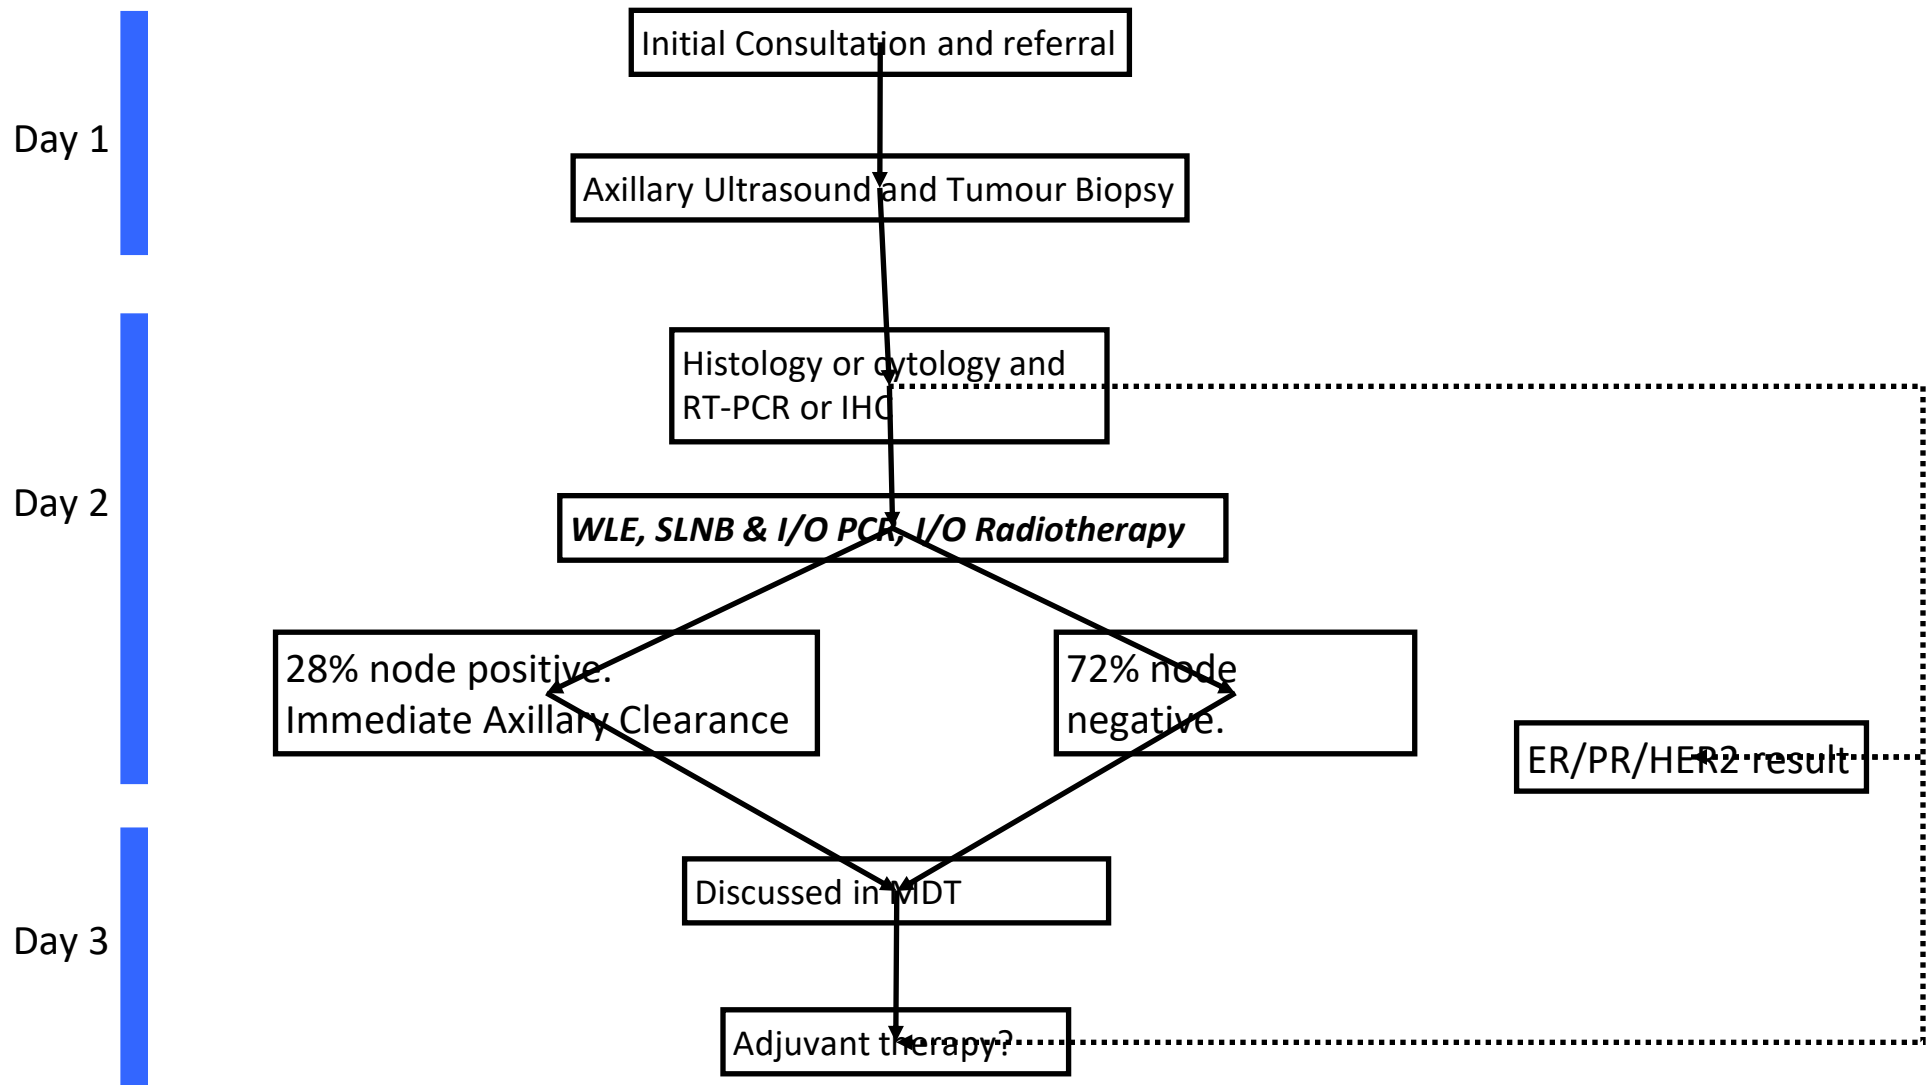 Initial Consultation and referral
Day 1
Axillary Ultrasound and Tumour Biopsy
Histology or cytology and
RT-PCR or IHC
Day 2
WLE, SLNB & I/O PCR, I/O Radiotherapy
28% node positive.
Immediate Axillary Clearance
72% node
negative.
ER/PR/HER2 result
Discussed in MDT
Day 3
Adjuvant therapy?